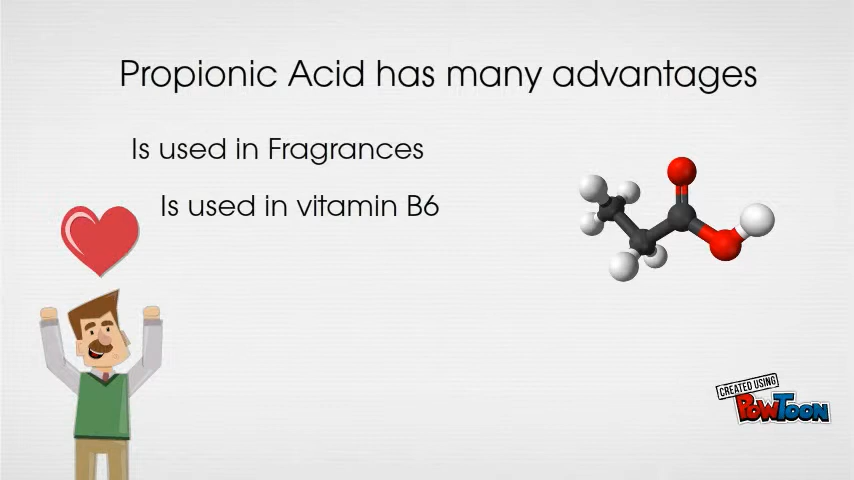 Propionic Acid has many advantages
Is used in Fragrances
Is used in vitamin B6
CREATED USING
POWTOON